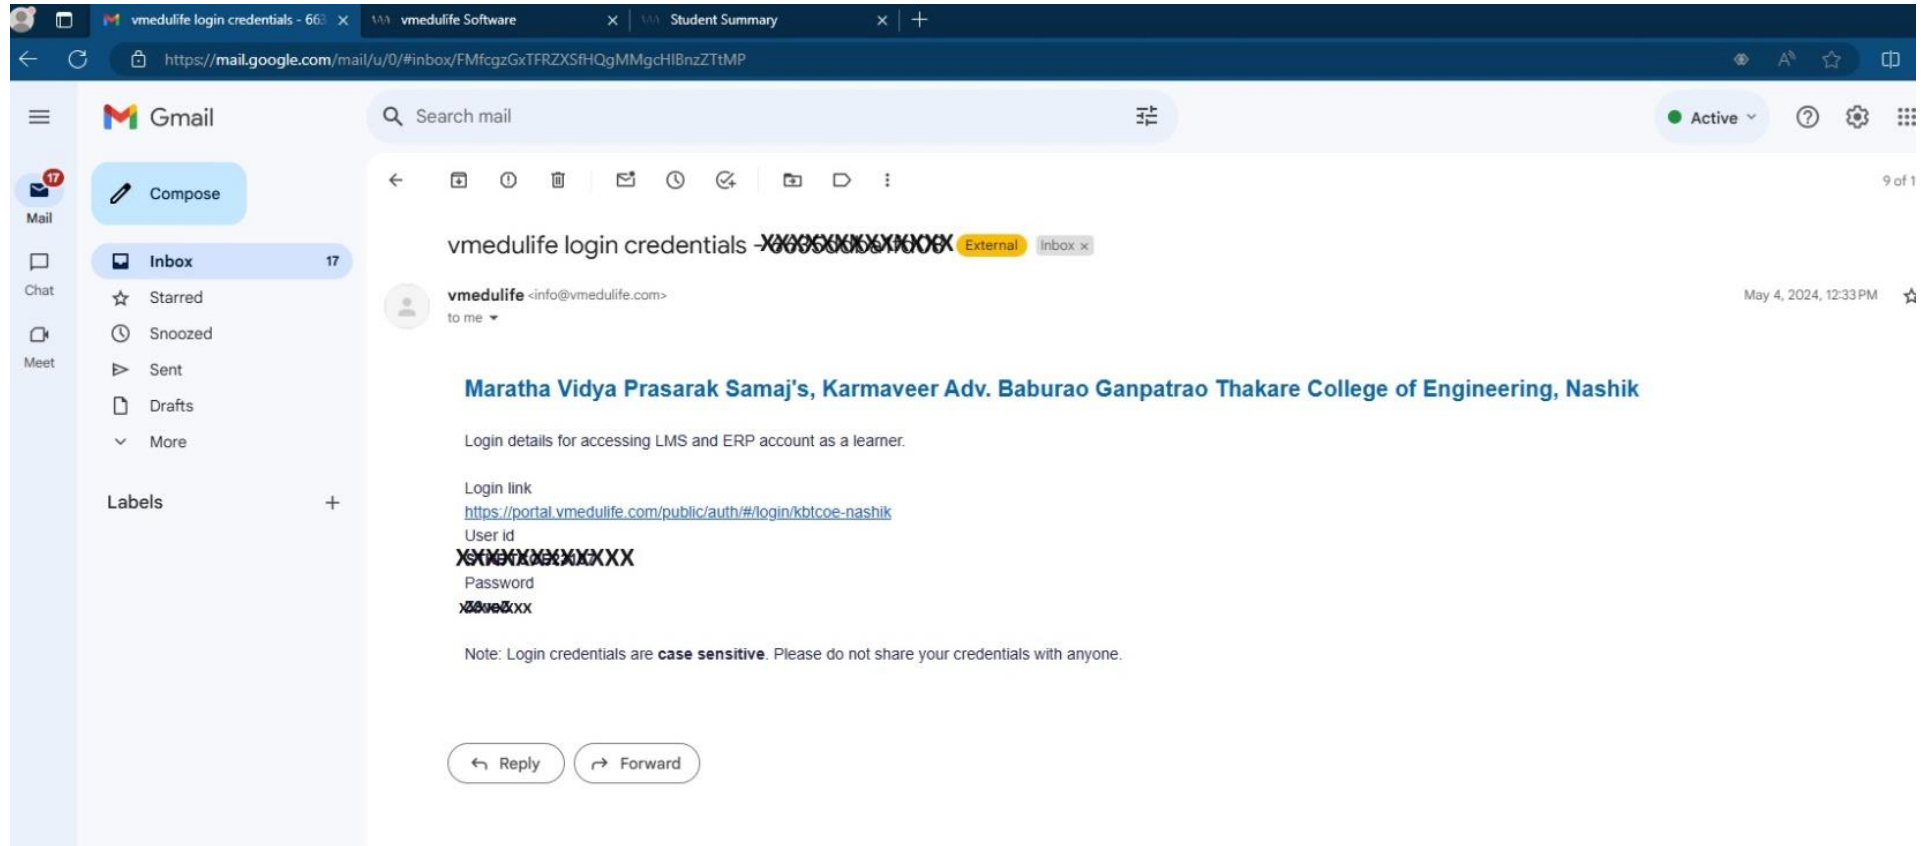 vmedulife login credentials - 663
vmedulife Software
Student Summary
https://mail.google.com/mail/u/0/#inbox/FMfcgzGxTFRZXSfHQgMMgcHlBnzZTtMP
Gmail
Search mail
Active
17
Mail
Compose
9 of 1
Inbox 17
Chat
Starred
Snoozed
Meet
Sent
Drafts
More
Labels
vmedulife login credentials - External Inbox x
vmedulife <info@vmedulife.com>
May 4, 2024, 12:33 PM
to me
Maratha Vidya Prasarak Samaj's, Karmaveer Adv. Baburao Ganpatrao Thakare College of Engineering, Nashik
Login details for accessing LMS and ERP account as a learner.
Login link
https://portal.vmedulife.com/public/auth/#/login/kbtcoe-nashik
User id
Password
Note: Login credentials are case sensitive. Please do not share your credentials with anyone.
Reply
Forward